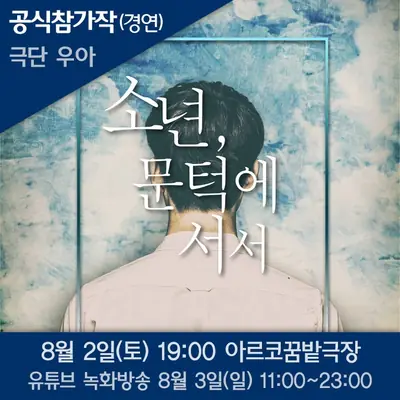 공식참가작(경연)
극단 우아
소년,
문턱에
서서
8월 2일(토) 19:00 아르코꿈밭극장
유튜브 녹화방송 8월 3일(일) 11:00~23:00